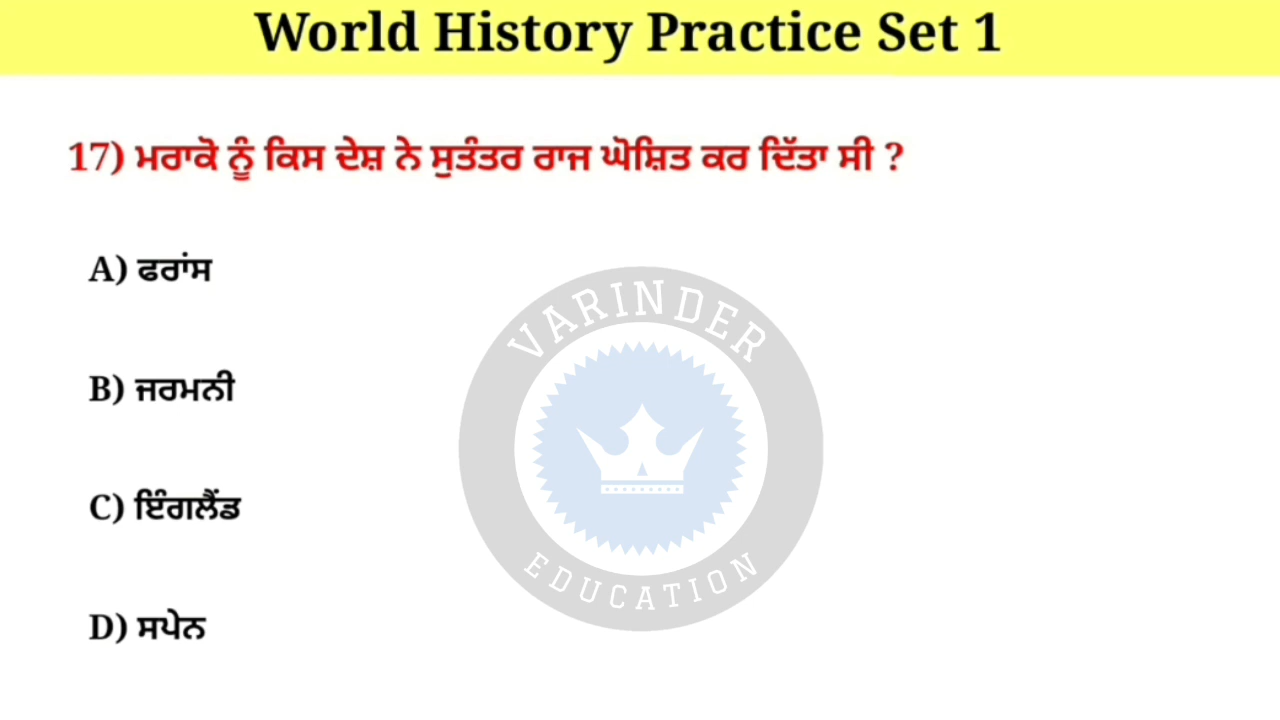 World History Practice Set 1
17) ਮਰਾਕੋ ਨੂੰ ਕਿਸ ਦੇਸ਼ ਨੇ ਸੁਤੰਤਰ ਰਾਜ ਘੋਸ਼ਿਤ ਕਰ ਦਿੱਤਾ ਸੀ ?
A) ਫਰਾਂਸ
VARINDER
B) ਜਰਮਨੀ
C) ਇੰਗਲੈਂਡ
EDUCATION
D) ਸਪੇਨ